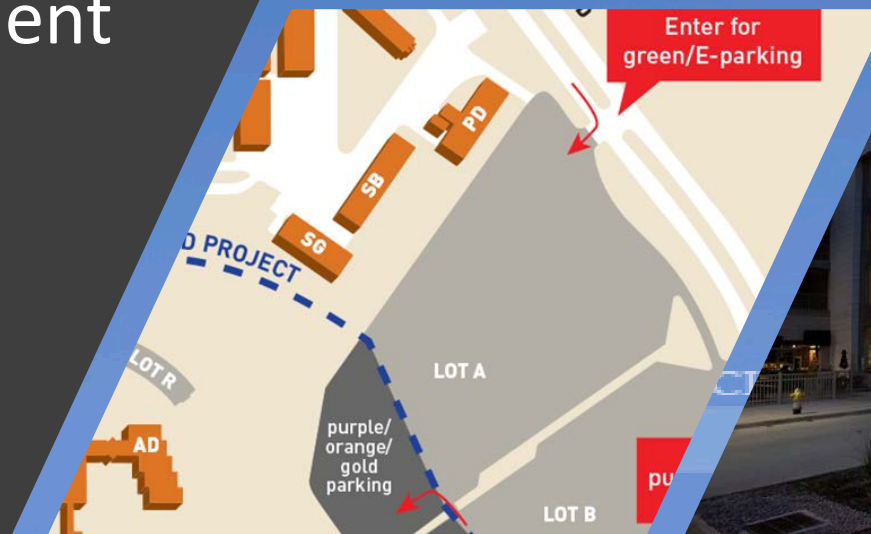 ent
Enter for
green/E-parking
PD
SB
SG
D PROJECT
LOT R
LOT A
purple/
orange/
gold
parking
AD
pu
LOT B